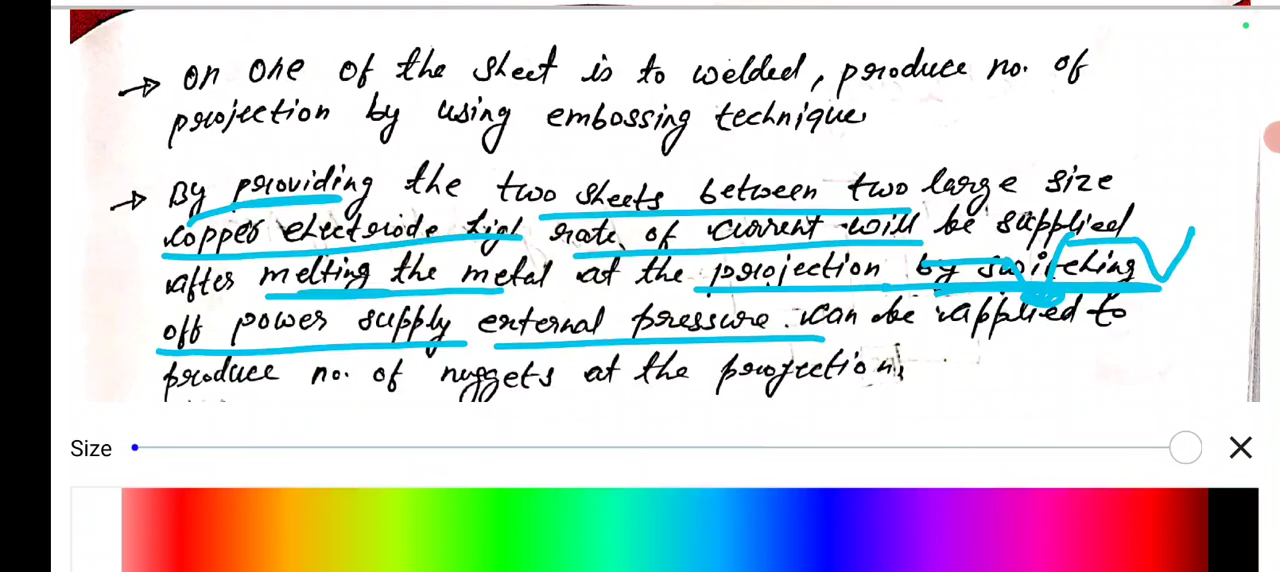 → on one of the sheet is to welded, produce no. of
projection by using embossing technique
→ By providing the two sheets between two large size
copper electrode high rate of current will be supplied
after melting the metal at the projection by switching
off power supply external pressure can be applied to
produce no. of nuggets at the projection.
Size